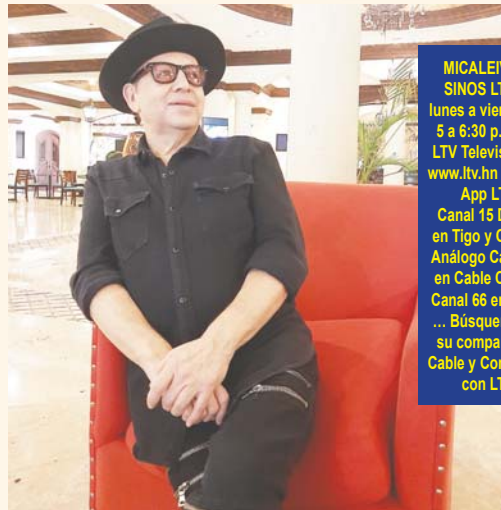 MICALEIV
SINOS LT
lunes a vier
5 a 6:30 p.
LTV Televis
www.ltv.hn
App LT
Canal 15 D
en Tigo y C
Análogo Ca
en Cable C
Canal 66 en
… Búsque
su compa
Cable y Con
con LT